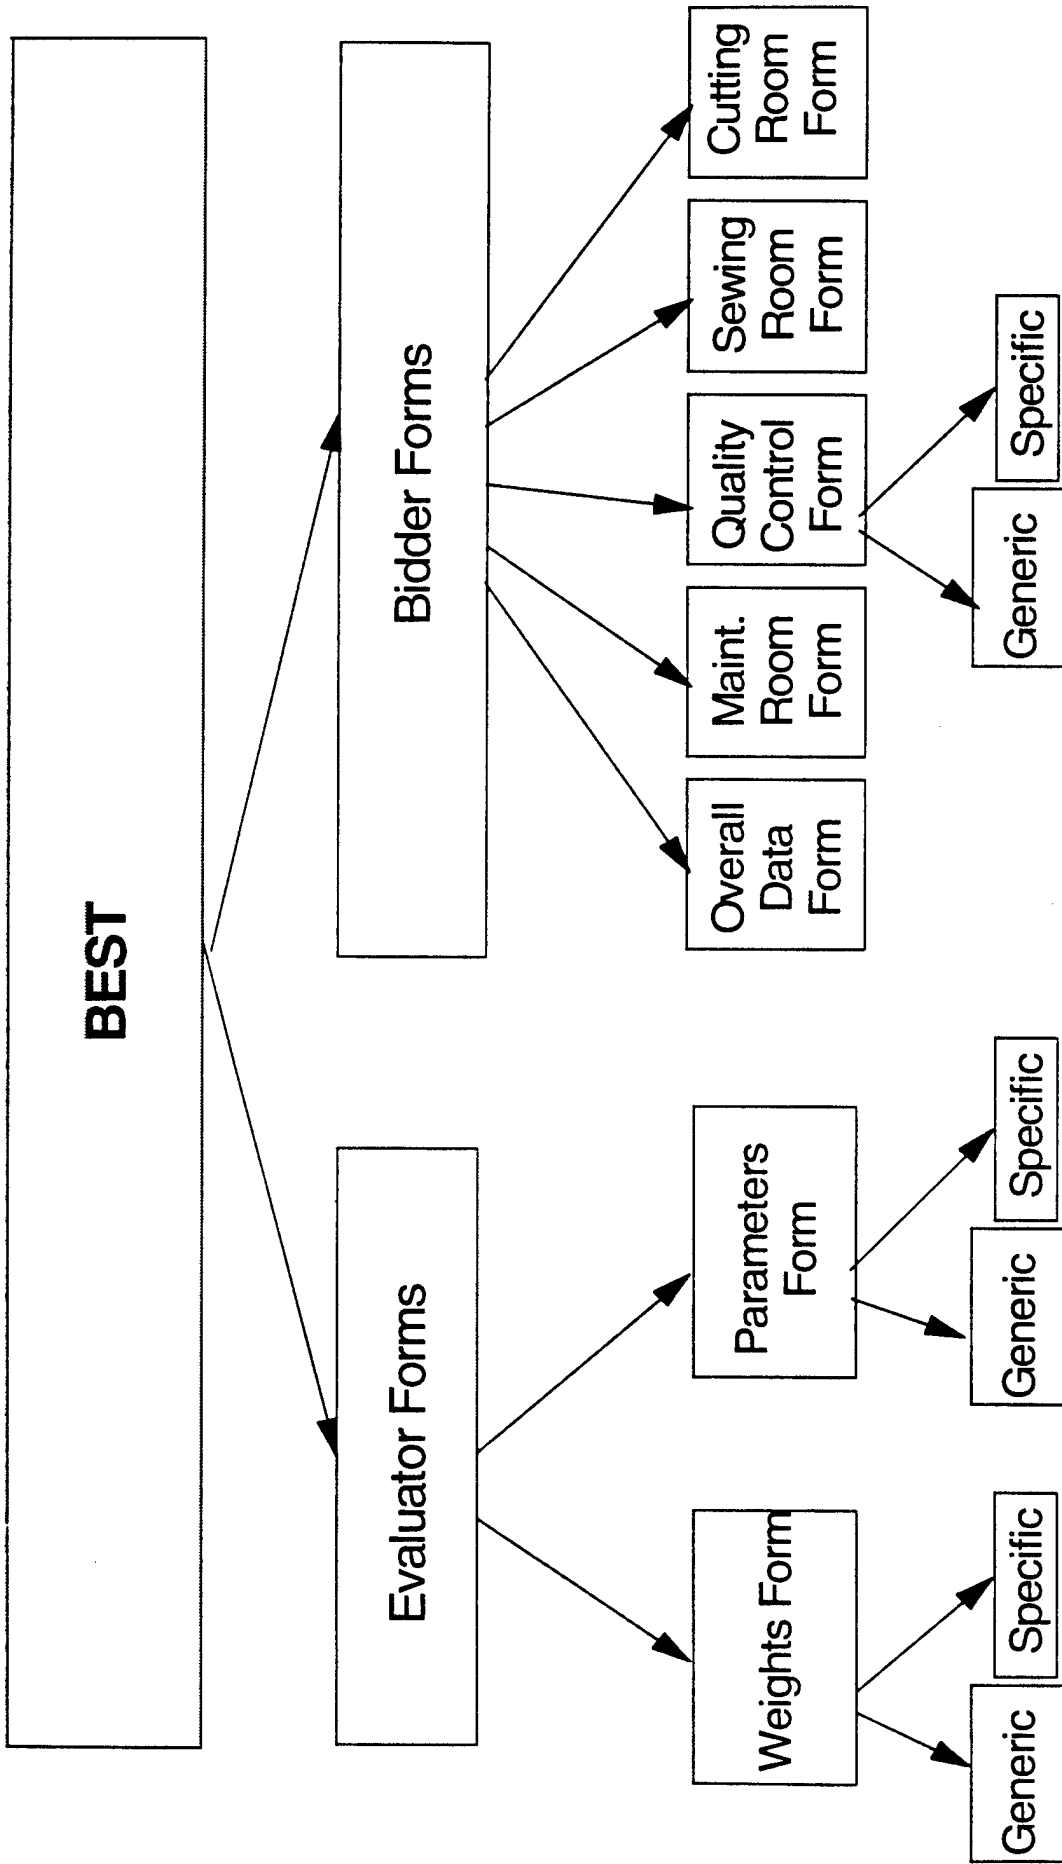 BEST
Evaluator Forms
Bidder Forms
Weights Form
Parameters
Form
Overall
Data
Form
Maint.
Room
Form
Quality
Control
Form
Sewing
Room
Form
Cutting
Room
Form
Generic
Specific
Generic
Specific
Generic
Specific